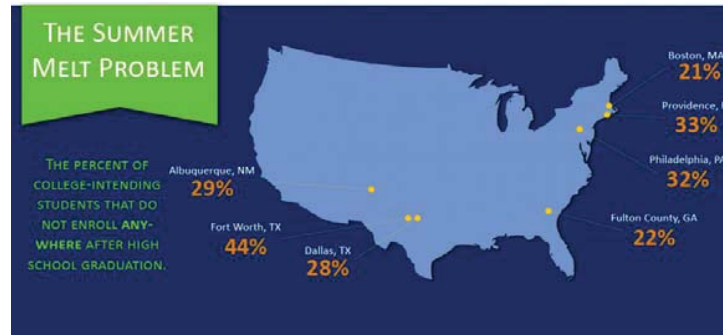 THE SUMMER
MELT PROBLEM
THE PERCENT OF
COLLEGE-INTENDING
STUDENTS THAT DO
NOT ENROLL ANY-
WHERE AFTER HIGH
SCHOOL GRADUATION.
Albuquerque, NM
29%
Fort Worth, TX
44%
Dallas, TX
28%
Boston, MA
21%
Providence,
33%
Philadelphia, PA
32%
Fulton County, GA
22%